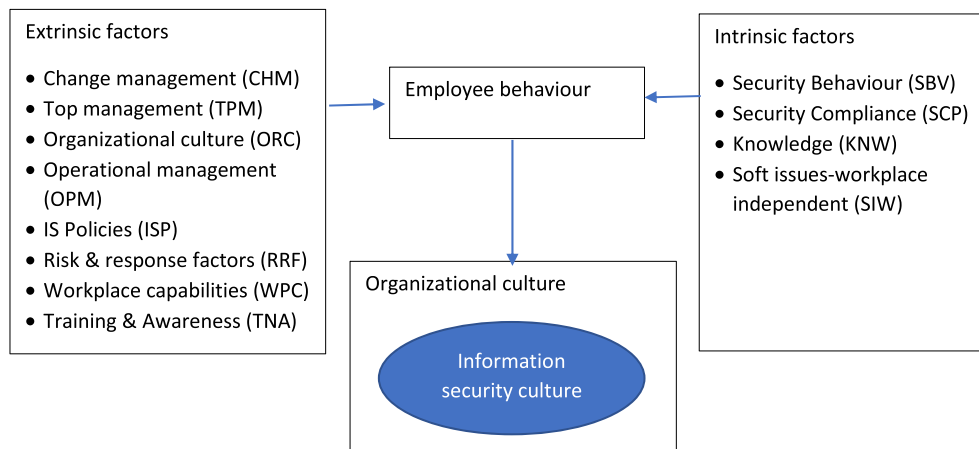 Extrinsic factors
• Change management (CHM)
• Top management (TPM)
• Organizational culture (ORC)
• Operational management
(OPM)
• IS Policies (ISP)
• Risk & response factors (RRF)
• Workplace capabilities (WPC)
• Training & Awareness (TNA)
Employee behaviour
Intrinsic factors
• Security Behaviour (SBV)
• Security Compliance (SCP)
• Knowledge (KNW)
• Soft issues-workplace
independent (SIW)
Organizational culture
Information
security culture